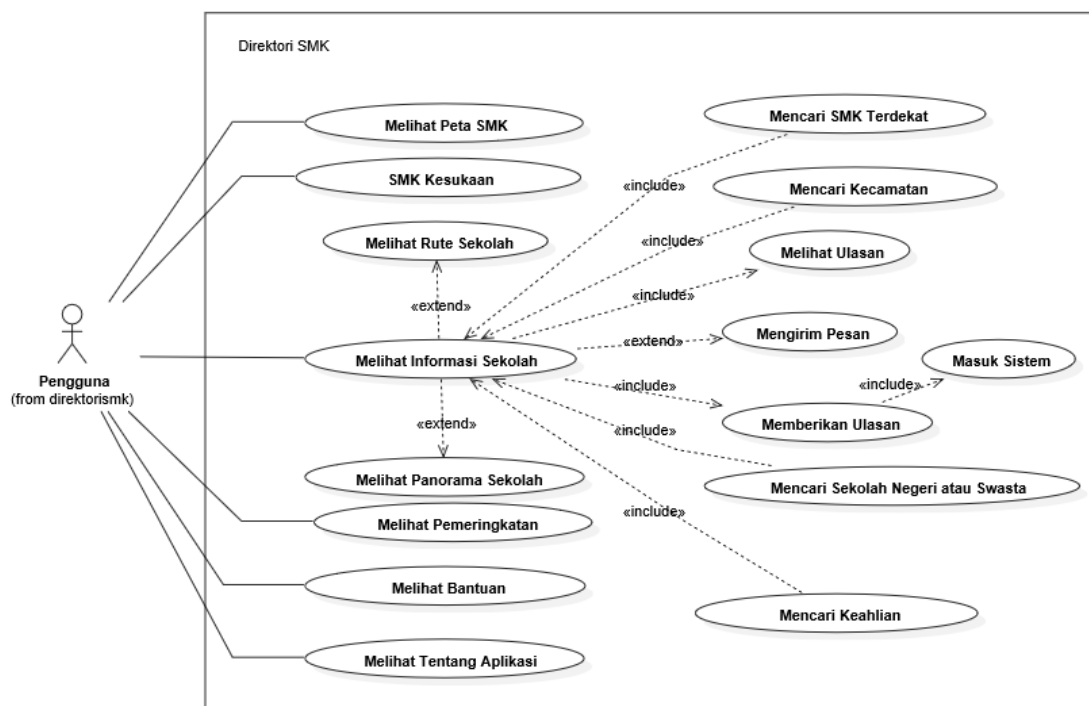 Direktori SMK
Melihat Peta SMK
Mencari SMK Terdekat
SMK Kesukaan
«include»
Mencari Kecamatan
Melihat Rute Sekolah
«include»
Melihat Ulasan
«extend»
«include»
Melihat Informasi Sekolah
«extend»
Mengirim Pesan
Masuk Sistem
Pengguna
(from direktorismk)
«include»
«include»
«extend»
«include»
Memberikan Ulasan
Melihat Panorama Sekolah
Mencari Sekolah Negeri atau Swasta
«include»
Melihat Pemeringkatan
Melihat Bantuan
Mencari Keahlian
Melihat Tentang Aplikasi